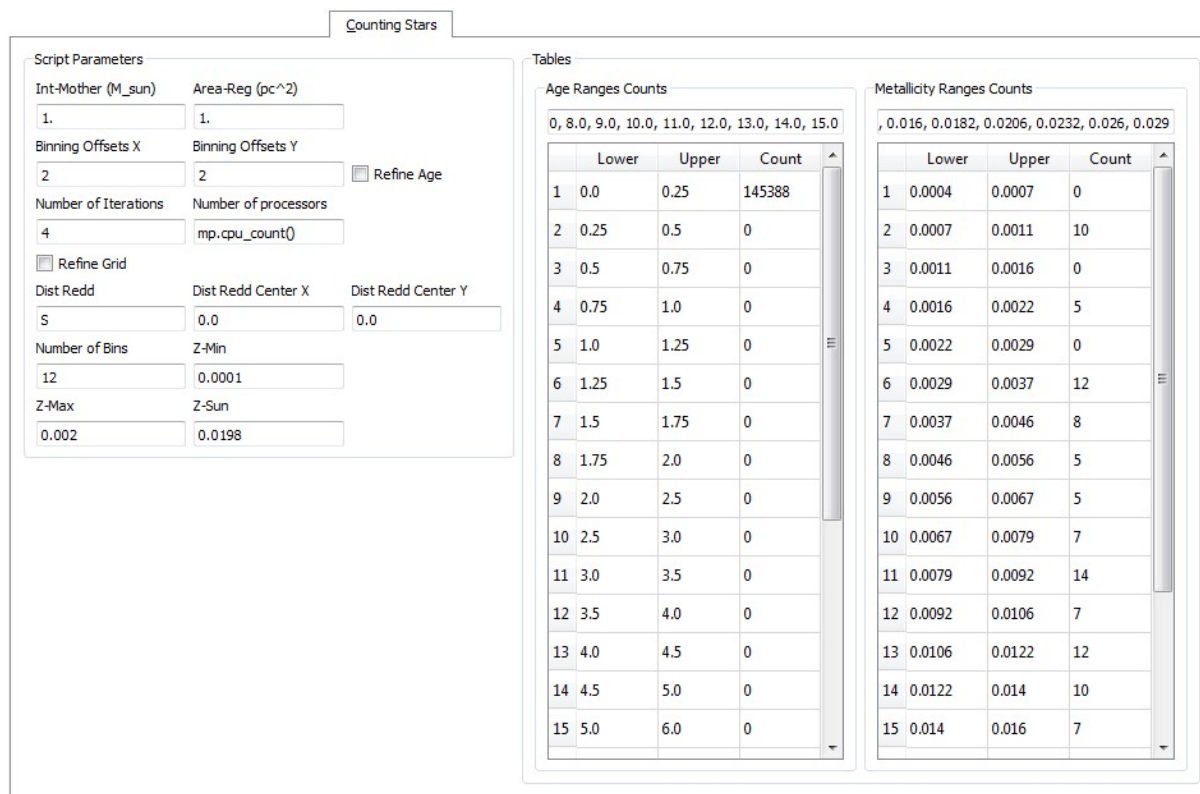 Counting Stars
Script Parameters
Int-Mother (M_sun) Area-Reg (pc^2)
1. 1.
Binning Offsets X Binning Offsets Y
2 2 Refine Age
Number of Iterations Number of processors
4 mp.cpu_count()
Refine Grid
Dist Redd Dist Redd Center X Dist Redd Center Y
S 0.0 0.0
Number of Bins Z-Min
12 0.0001
Z-Max Z-Sun
0.002 0.0198
Tables
Age Ranges Counts
0, 8.0, 9.0, 10.0, 11.0, 12.0, 13.0, 14.0, 15.0
Lower Upper Count
1 0.0 0.25 145388
2 0.25 0.5 0
3 0.5 0.75 0
4 0.75 1.0 0
5 1.0 1.25 0
6 1.25 1.5 0
7 1.5 1.75 0
8 1.75 2.0 0
9 2.0 2.5 0
10 2.5 3.0 0
11 3.0 3.5 0
12 3.5 4.0 0
13 4.0 4.5 0
14 4.5 5.0 0
15 5.0 6.0 0
Metallicity Ranges Counts
, 0.016, 0.0182, 0.0206, 0.0232, 0.026, 0.029
Lower Upper Count
1 0.0004 0.0007 0
2 0.0007 0.0011 10
3 0.0011 0.0016 0
4 0.0016 0.0022 5
5 0.0022 0.0029 0
6 0.0029 0.0037 12
7 0.0037 0.0046 8
8 0.0046 0.0056 5
9 0.0056 0.0067 5
10 0.0067 0.0079 7
11 0.0079 0.0092 14
12 0.0092 0.0106 7
13 0.0106 0.0122 12
14 0.0122 0.014 10
15 0.014 0.016 7